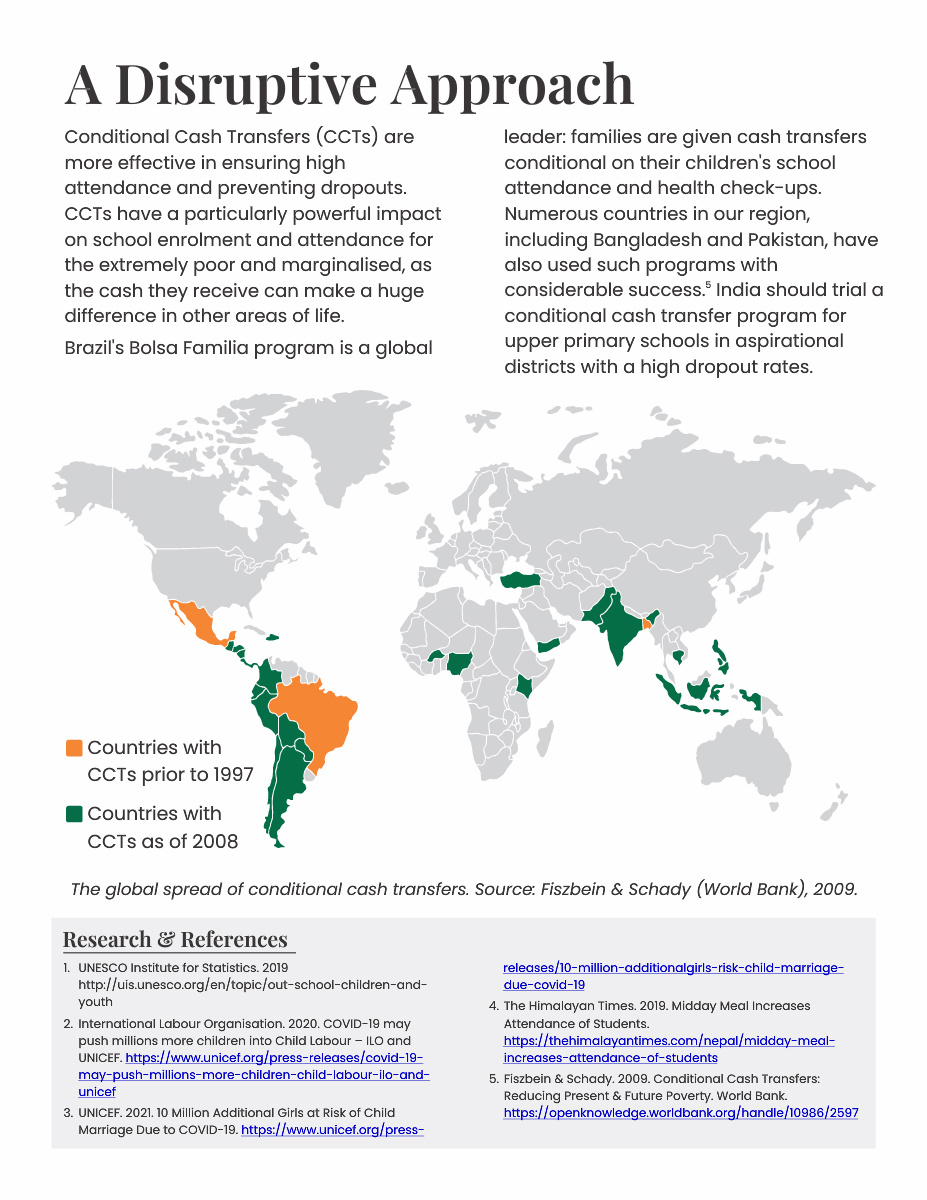 A Disruptive Approach
Conditional Cash Transfers (CCTs) are
more effective in ensuring high
attendance and preventing dropouts.
CCTs have a particularly powerful impact
on school enrolment and attendance for
the extremely poor and marginalised, as
the cash they receive can make a huge
difference in other areas of life.
Brazil's Bolsa Familia program is a global
leader: families are given cash transfers
conditional on their children's school
attendance and health check-ups.
Numerous countries in our region,
including Bangladesh and Pakistan, have
also used such programs with
considerable success.⁵ India should trial a
conditional cash transfer program for
upper primary schools in aspirational
districts with a high dropout rates.
Countries with
CCTs prior to 1997
Countries with
CCTs as of 2008
The global spread of conditional cash transfers. Source: Fiszbein & Schady (World Bank), 2009.
Research & References
1. UNESCO Institute for Statistics. 2019
http://uis.unesco.org/en/topic/out-school-children-and-
youth
2. International Labour Organisation. 2020. COVID-19 may
push millions more children into Child Labour – ILO and
UNICEF. https://www.unicef.org/press-releases/covid-19-
may-push-millions-more-children-child-labour-ilo-and-
unicef
3. UNICEF. 2021. 10 Million Additional Girls at Risk of Child
Marriage Due to COVID-19. https://www.unicef.org/press-
releases/10-million-additionalgirls-risk-child-marriage-
due-covid-19
4. The Himalayan Times. 2019. Midday Meal Increases
Attendance of Students.
https://thehimalayantimes.com/nepal/midday-meal-
increases-attendance-of-students
5. Fiszbein & Schady. 2009. Conditional Cash Transfers:
Reducing Present & Future Poverty. World Bank.
https://openknowledge.worldbank.org/handle/10986/2597